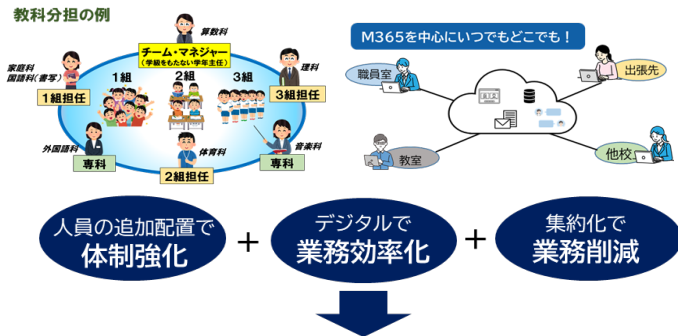 教科分担の例
算数科
チーム・マネジャー
(学級をもたない学年主任)
家庭科
国語科(書写)
理科
1組
2組
3組
1組担任
3組担任
外国語科
体育科
音楽科
専科
2組担任
専科
M365を中心にいつでもどこでも!
職員室
出張先
教室
他校
人員の追加配置で
体制強化
+
デジタルで
業務効率化
+
集約化で
業務削減